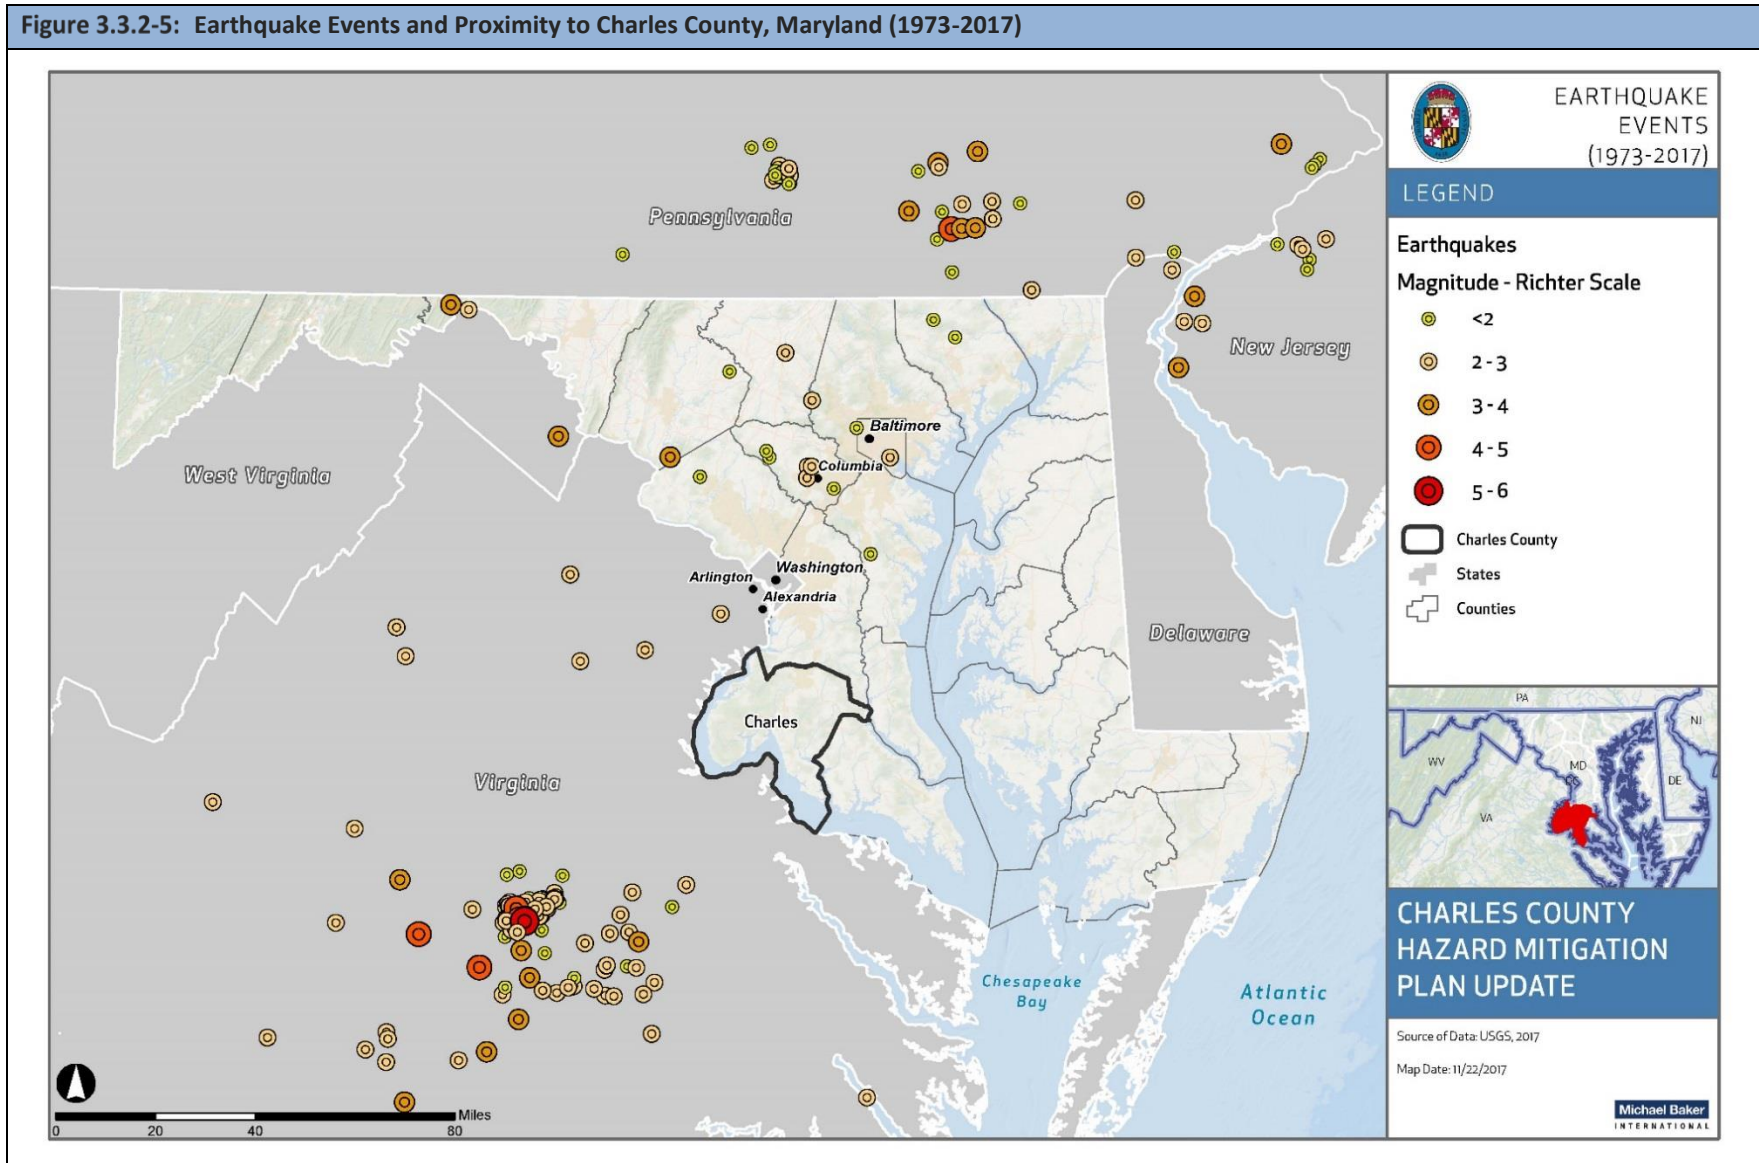 Figure 3.3.2-5: Earthquake Events and Proximity to Charles County, Maryland (1973-2017)
EARTHQUAKE
EVENTS
(1973-2017)
LEGEND
Earthquakes
Magnitude - Richter Scale
<2
2 - 3
3 - 4
4 - 5
5 - 6
Charles County
States
Counties
Pennsylvania
New Jersey
West Virginia
Baltimore
Columbia
Washington
Arlington
Alexandria
Delaware
Charles
Virginia
Chesapeake
Bay
Atlantic
Ocean
Miles
0 20 40 80
PA
NJ
WV
MD
DE
VA
CHARLES COUNTY
HAZARD MITIGATION
PLAN UPDATE
Source of Data: USGS, 2017
Map Date: 11/22/2017
Michael Baker
INTERNATIONAL